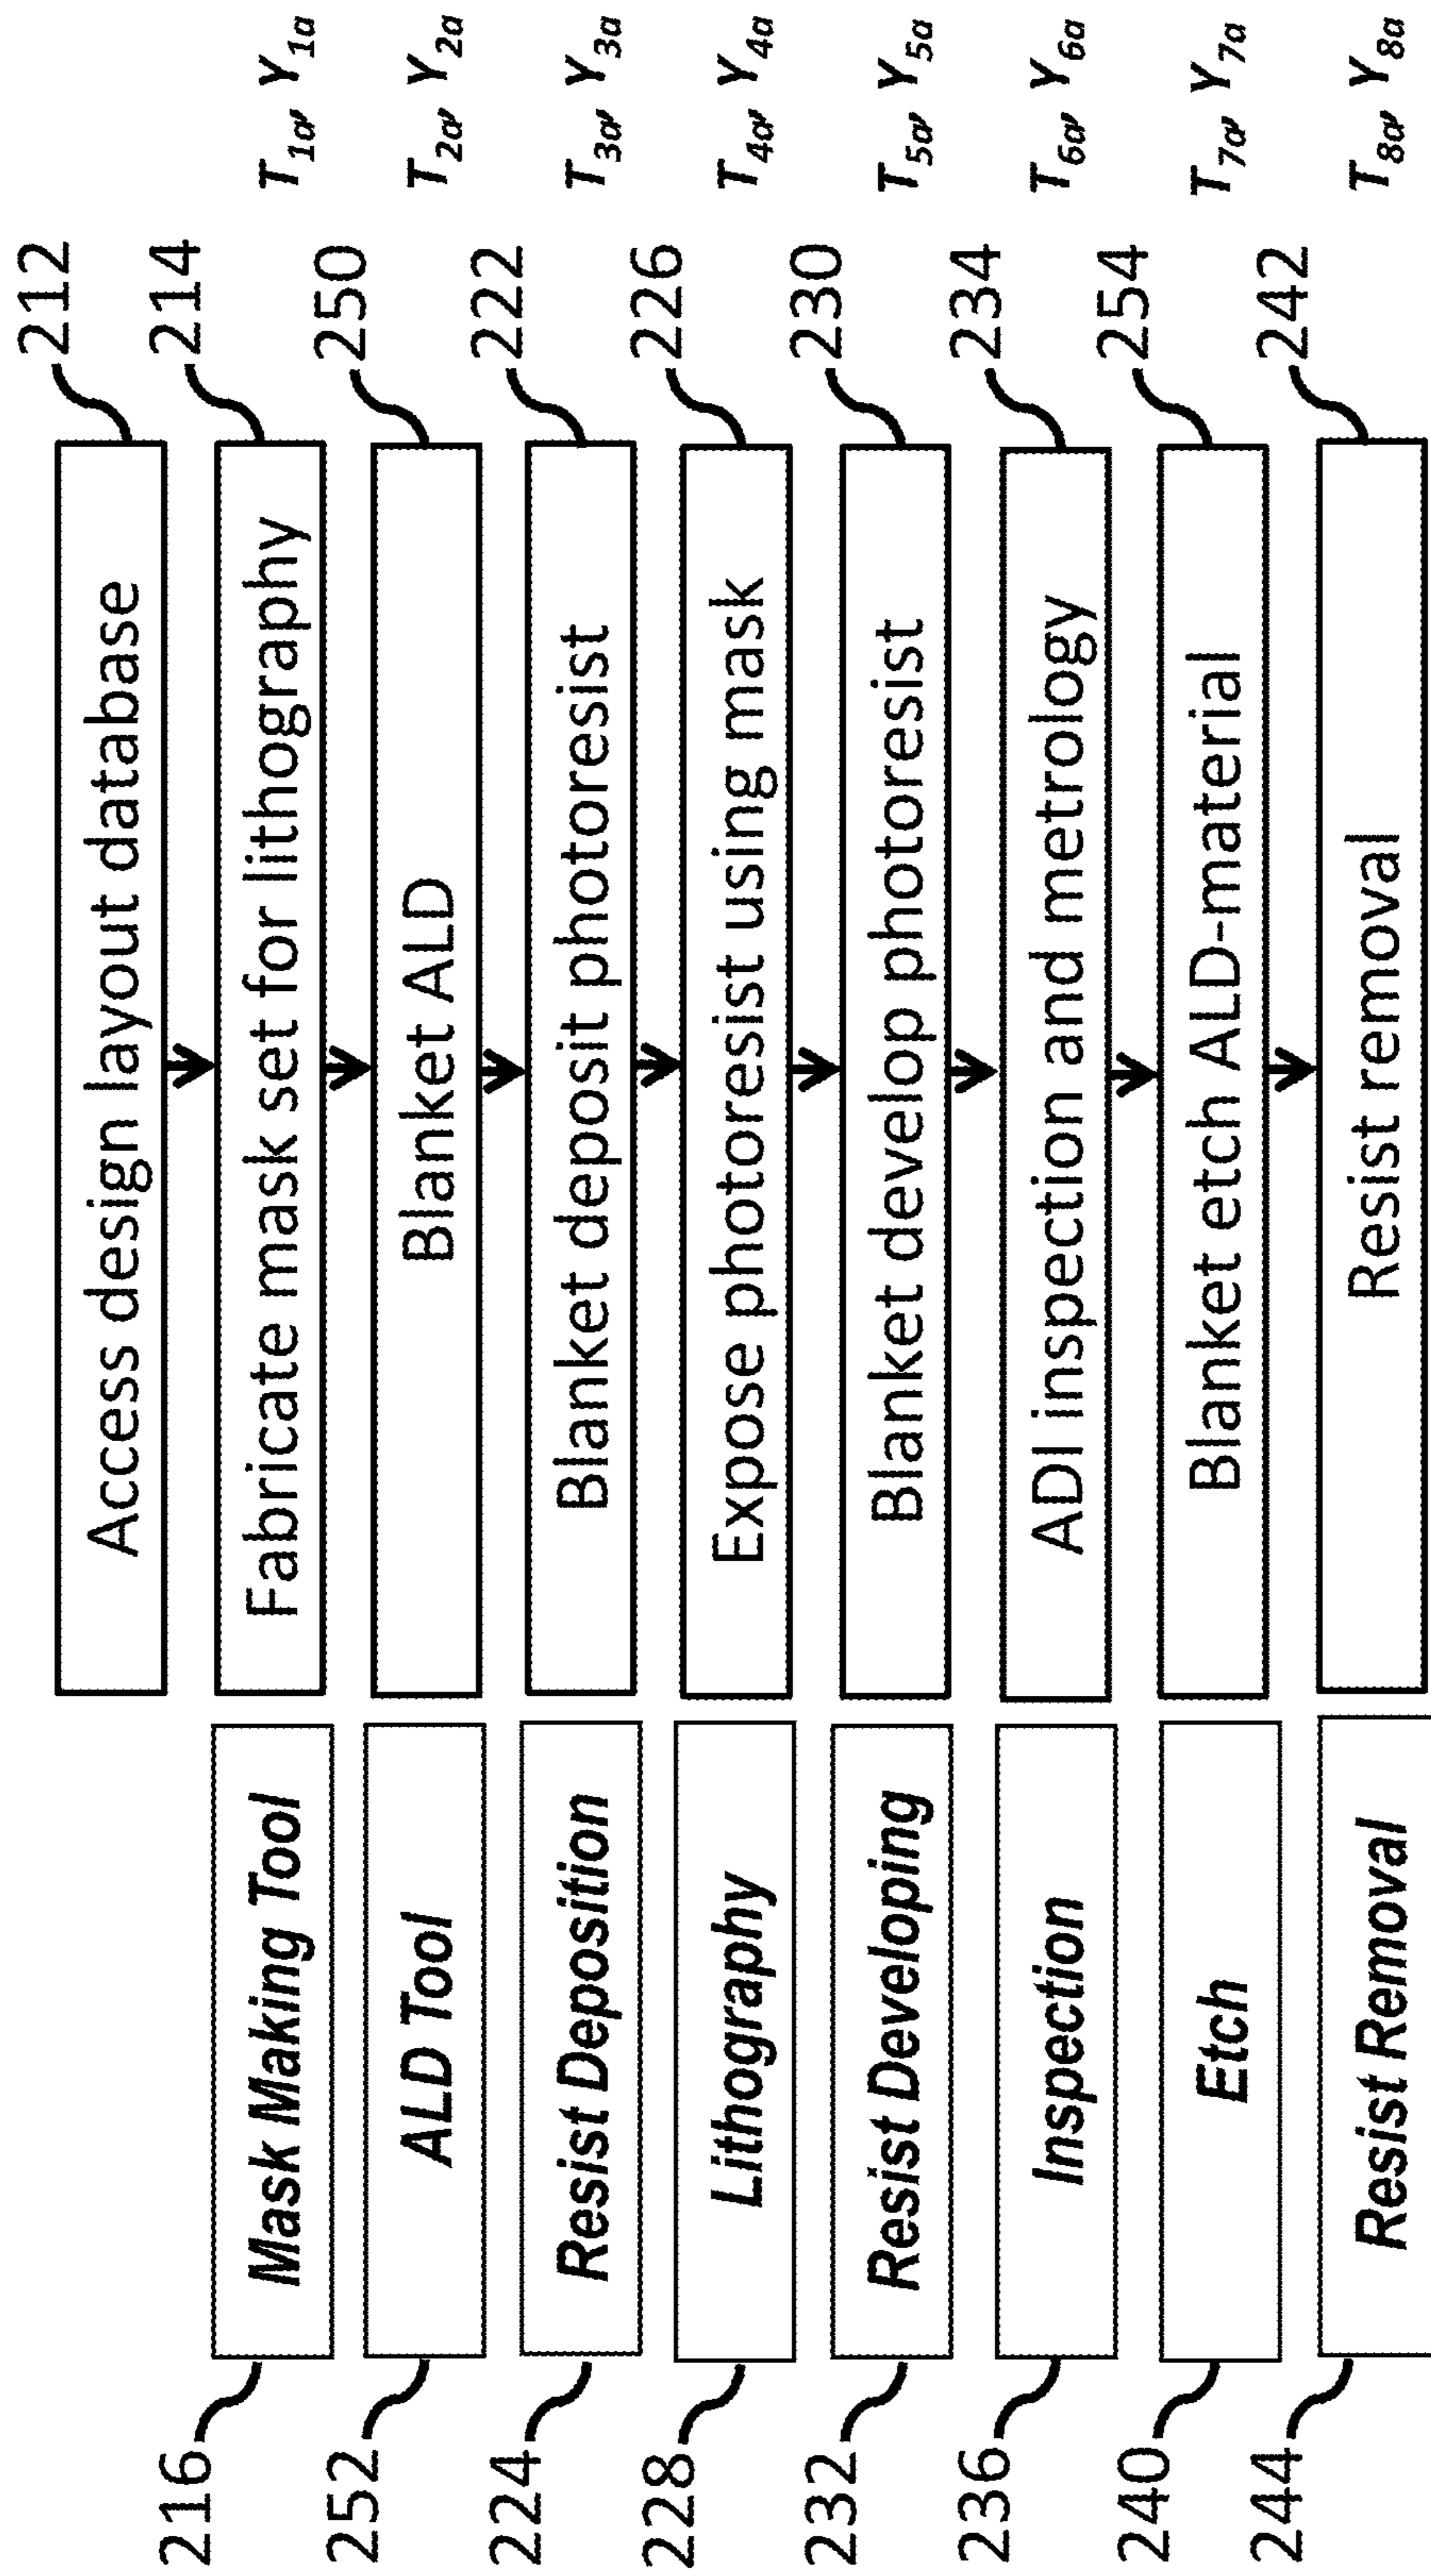 Access design layout database 212
216 Mask Making Tool Fabricate mask set for lithography 214 T1a, Y1a
252 ALD Tool Blanket ALD 250 T2a, Y2a
224 Resist Deposition Blanket deposit photoresist 222 T3a, Y3a
228 Lithography Expose photoresist using mask 226 T4a, Y4a
232 Resist Developing Blanket develop photoresist 230 T5a, Y5a
236 Inspection ADI inspection and metrology 234 T6a, Y6a
240 Etch Blanket etch ALD-material 254 T7a, Y7a
244 Resist Removal Resist removal 242 T8a, Y8a